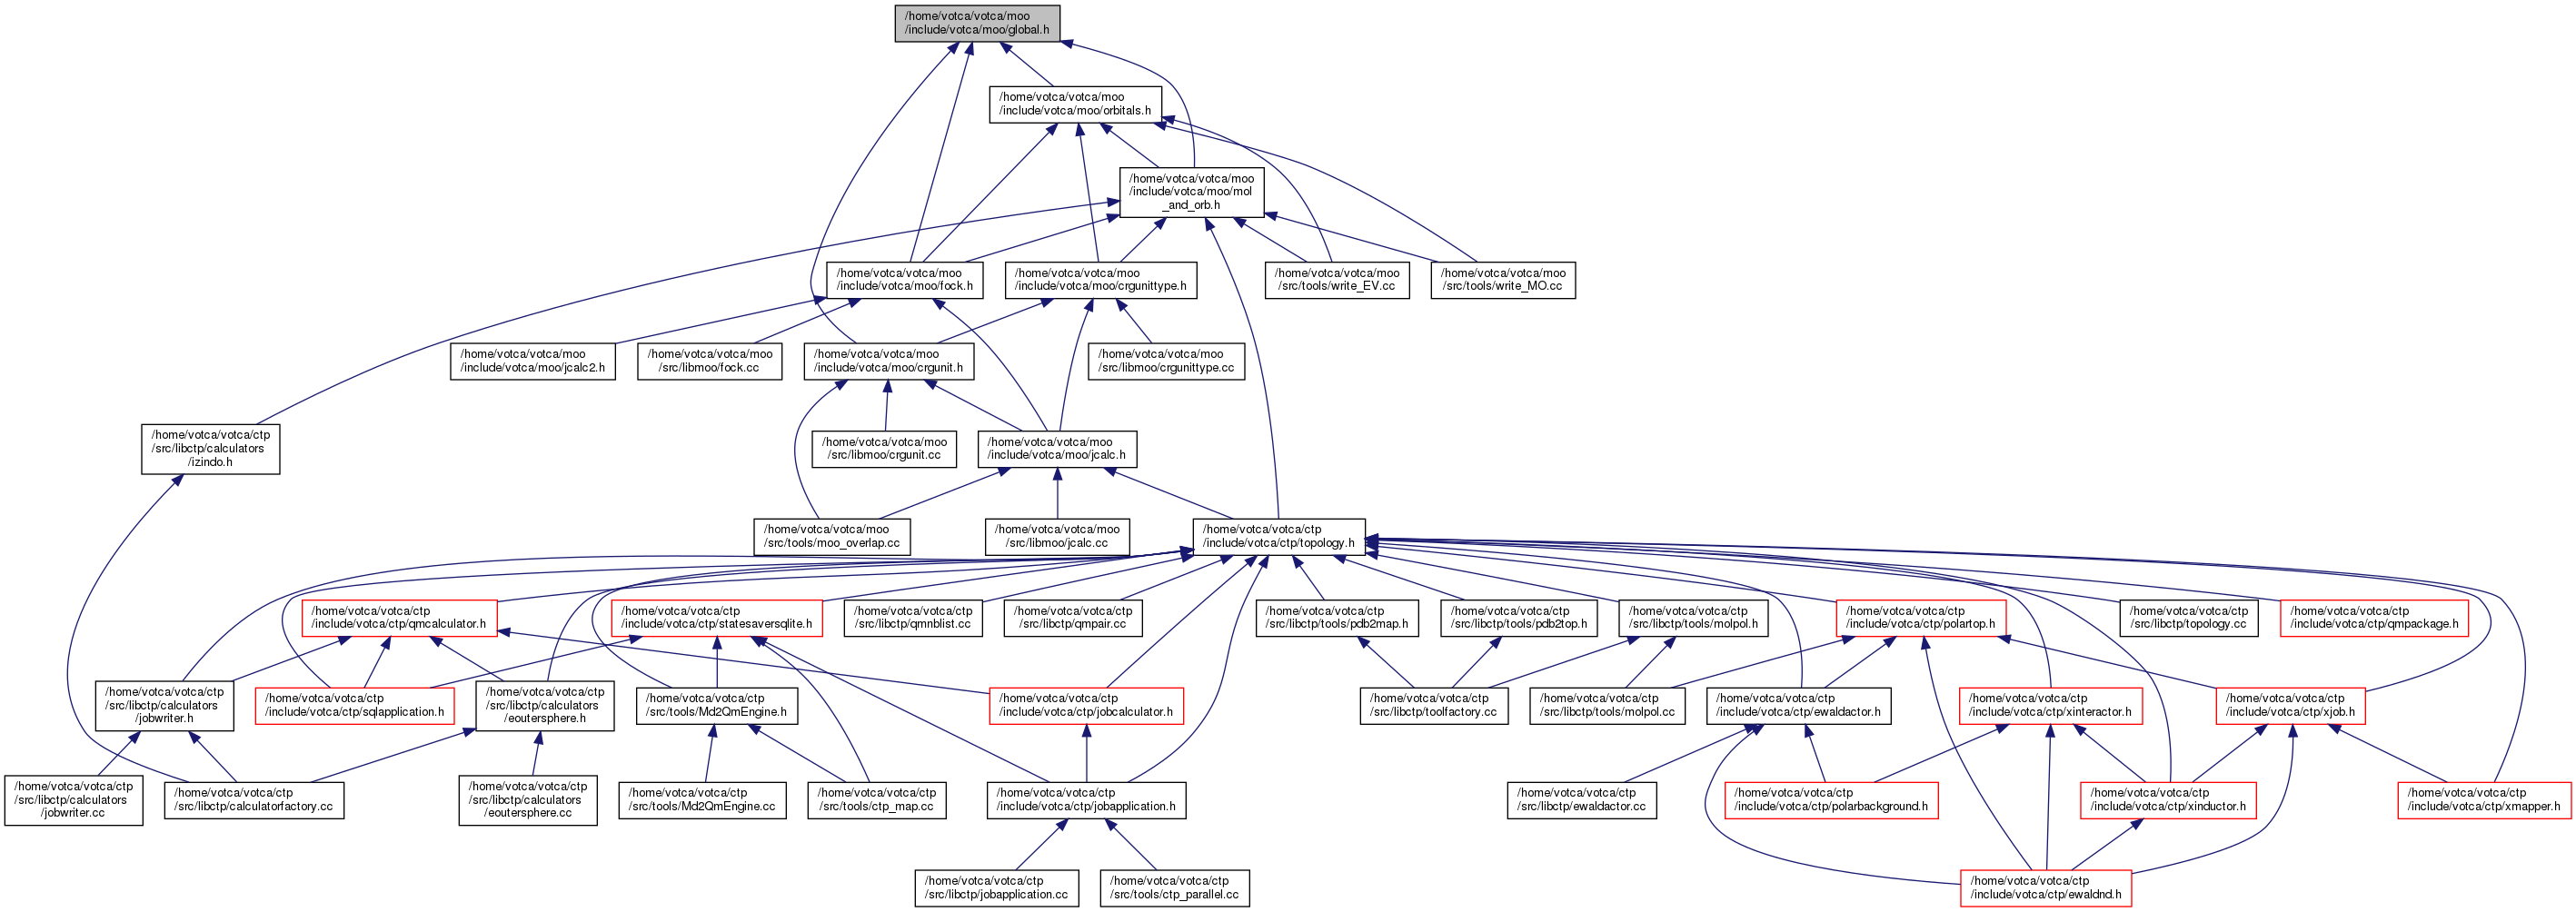 /home/votca/votca/moo
/include/votca/moo/global.h
/home/votca/votca/moo
/include/votca/moo/orbitals.h
/home/votca/votca/moo
/include/votca/moo/mol
_and_orb.h
/home/votca/votca/moo
/include/votca/moo/fock.h
/home/votca/votca/moo
/include/votca/moo/crgunittype.h
/home/votca/votca/moo
/src/tools/write_EV.cc
/home/votca/votca/moo
/src/tools/write_MO.cc
/home/votca/votca/moo
/include/votca/moo/jcalc2.h
/home/votca/votca/moo
/src/libmoo/fock.cc
/home/votca/votca/moo
/include/votca/moo/crgunit.h
/home/votca/votca/moo
/src/libmoo/crgunittype.cc
/home/votca/votca/ctp
/src/libctp/calculators
/izindo.h
/home/votca/votca/moo
/src/libmoo/crgunit.cc
/home/votca/votca/moo
/include/votca/moo/jcalc.h
/home/votca/votca/moo
/src/tools/moo_overlap.cc
/home/votca/votca/moo
/src/libmoo/jcalc.cc
/home/votca/votca/ctp
/include/votca/ctp/topology.h
/home/votca/votca/ctp
/include/votca/ctp/qmcalculator.h
/home/votca/votca/ctp
/include/votca/ctp/statesaversqlite.h
/home/votca/votca/ctp
/src/libctp/qmnblist.cc
/home/votca/votca/ctp
/src/libctp/qmpair.cc
/home/votca/votca/ctp
/src/libctp/tools/pdb2map.h
/home/votca/votca/ctp
/src/libctp/tools/pdb2top.h
/home/votca/votca/ctp
/src/libctp/tools/molpol.h
/home/votca/votca/ctp
/include/votca/ctp/polartop.h
/home/votca/votca/ctp
/src/libctp/topology.cc
/home/votca/votca/ctp
/include/votca/ctp/qmpackage.h
/home/votca/votca/ctp
/src/libctp/calculators
/jobwriter.h
/home/votca/votca/ctp
/include/votca/ctp/sqlapplication.h
/home/votca/votca/ctp
/src/libctp/calculators
/eoutersphere.h
/home/votca/votca/ctp
/src/tools/Md2QmEngine.h
/home/votca/votca/ctp
/include/votca/ctp/jobcalculator.h
/home/votca/votca/ctp
/src/libctp/toolfactory.cc
/home/votca/votca/ctp
/src/libctp/tools/molpol.cc
/home/votca/votca/ctp
/include/votca/ctp/ewaldactor.h
/home/votca/votca/ctp
/include/votca/ctp/xinteractor.h
/home/votca/votca/ctp
/include/votca/ctp/xjob.h
/home/votca/votca/ctp
/src/libctp/calculators
/jobwriter.cc
/home/votca/votca/ctp
/src/libctp/calculatorfactory.cc
/home/votca/votca/ctp
/src/libctp/calculators
/eoutersphere.cc
/home/votca/votca/ctp
/src/tools/Md2QmEngine.cc
/home/votca/votca/ctp
/src/tools/ctp_map.cc
/home/votca/votca/ctp
/include/votca/ctp/jobapplication.h
/home/votca/votca/ctp
/src/libctp/ewaldactor.cc
/home/votca/votca/ctp
/include/votca/ctp/polarbackground.h
/home/votca/votca/ctp
/include/votca/ctp/xinductor.h
/home/votca/votca/ctp
/include/votca/ctp/xmapper.h
/home/votca/votca/ctp
/src/libctp/jobapplication.cc
/home/votca/votca/ctp
/src/tools/ctp_parallel.cc
/home/votca/votca/ctp
/include/votca/ctp/ewaldnd.h